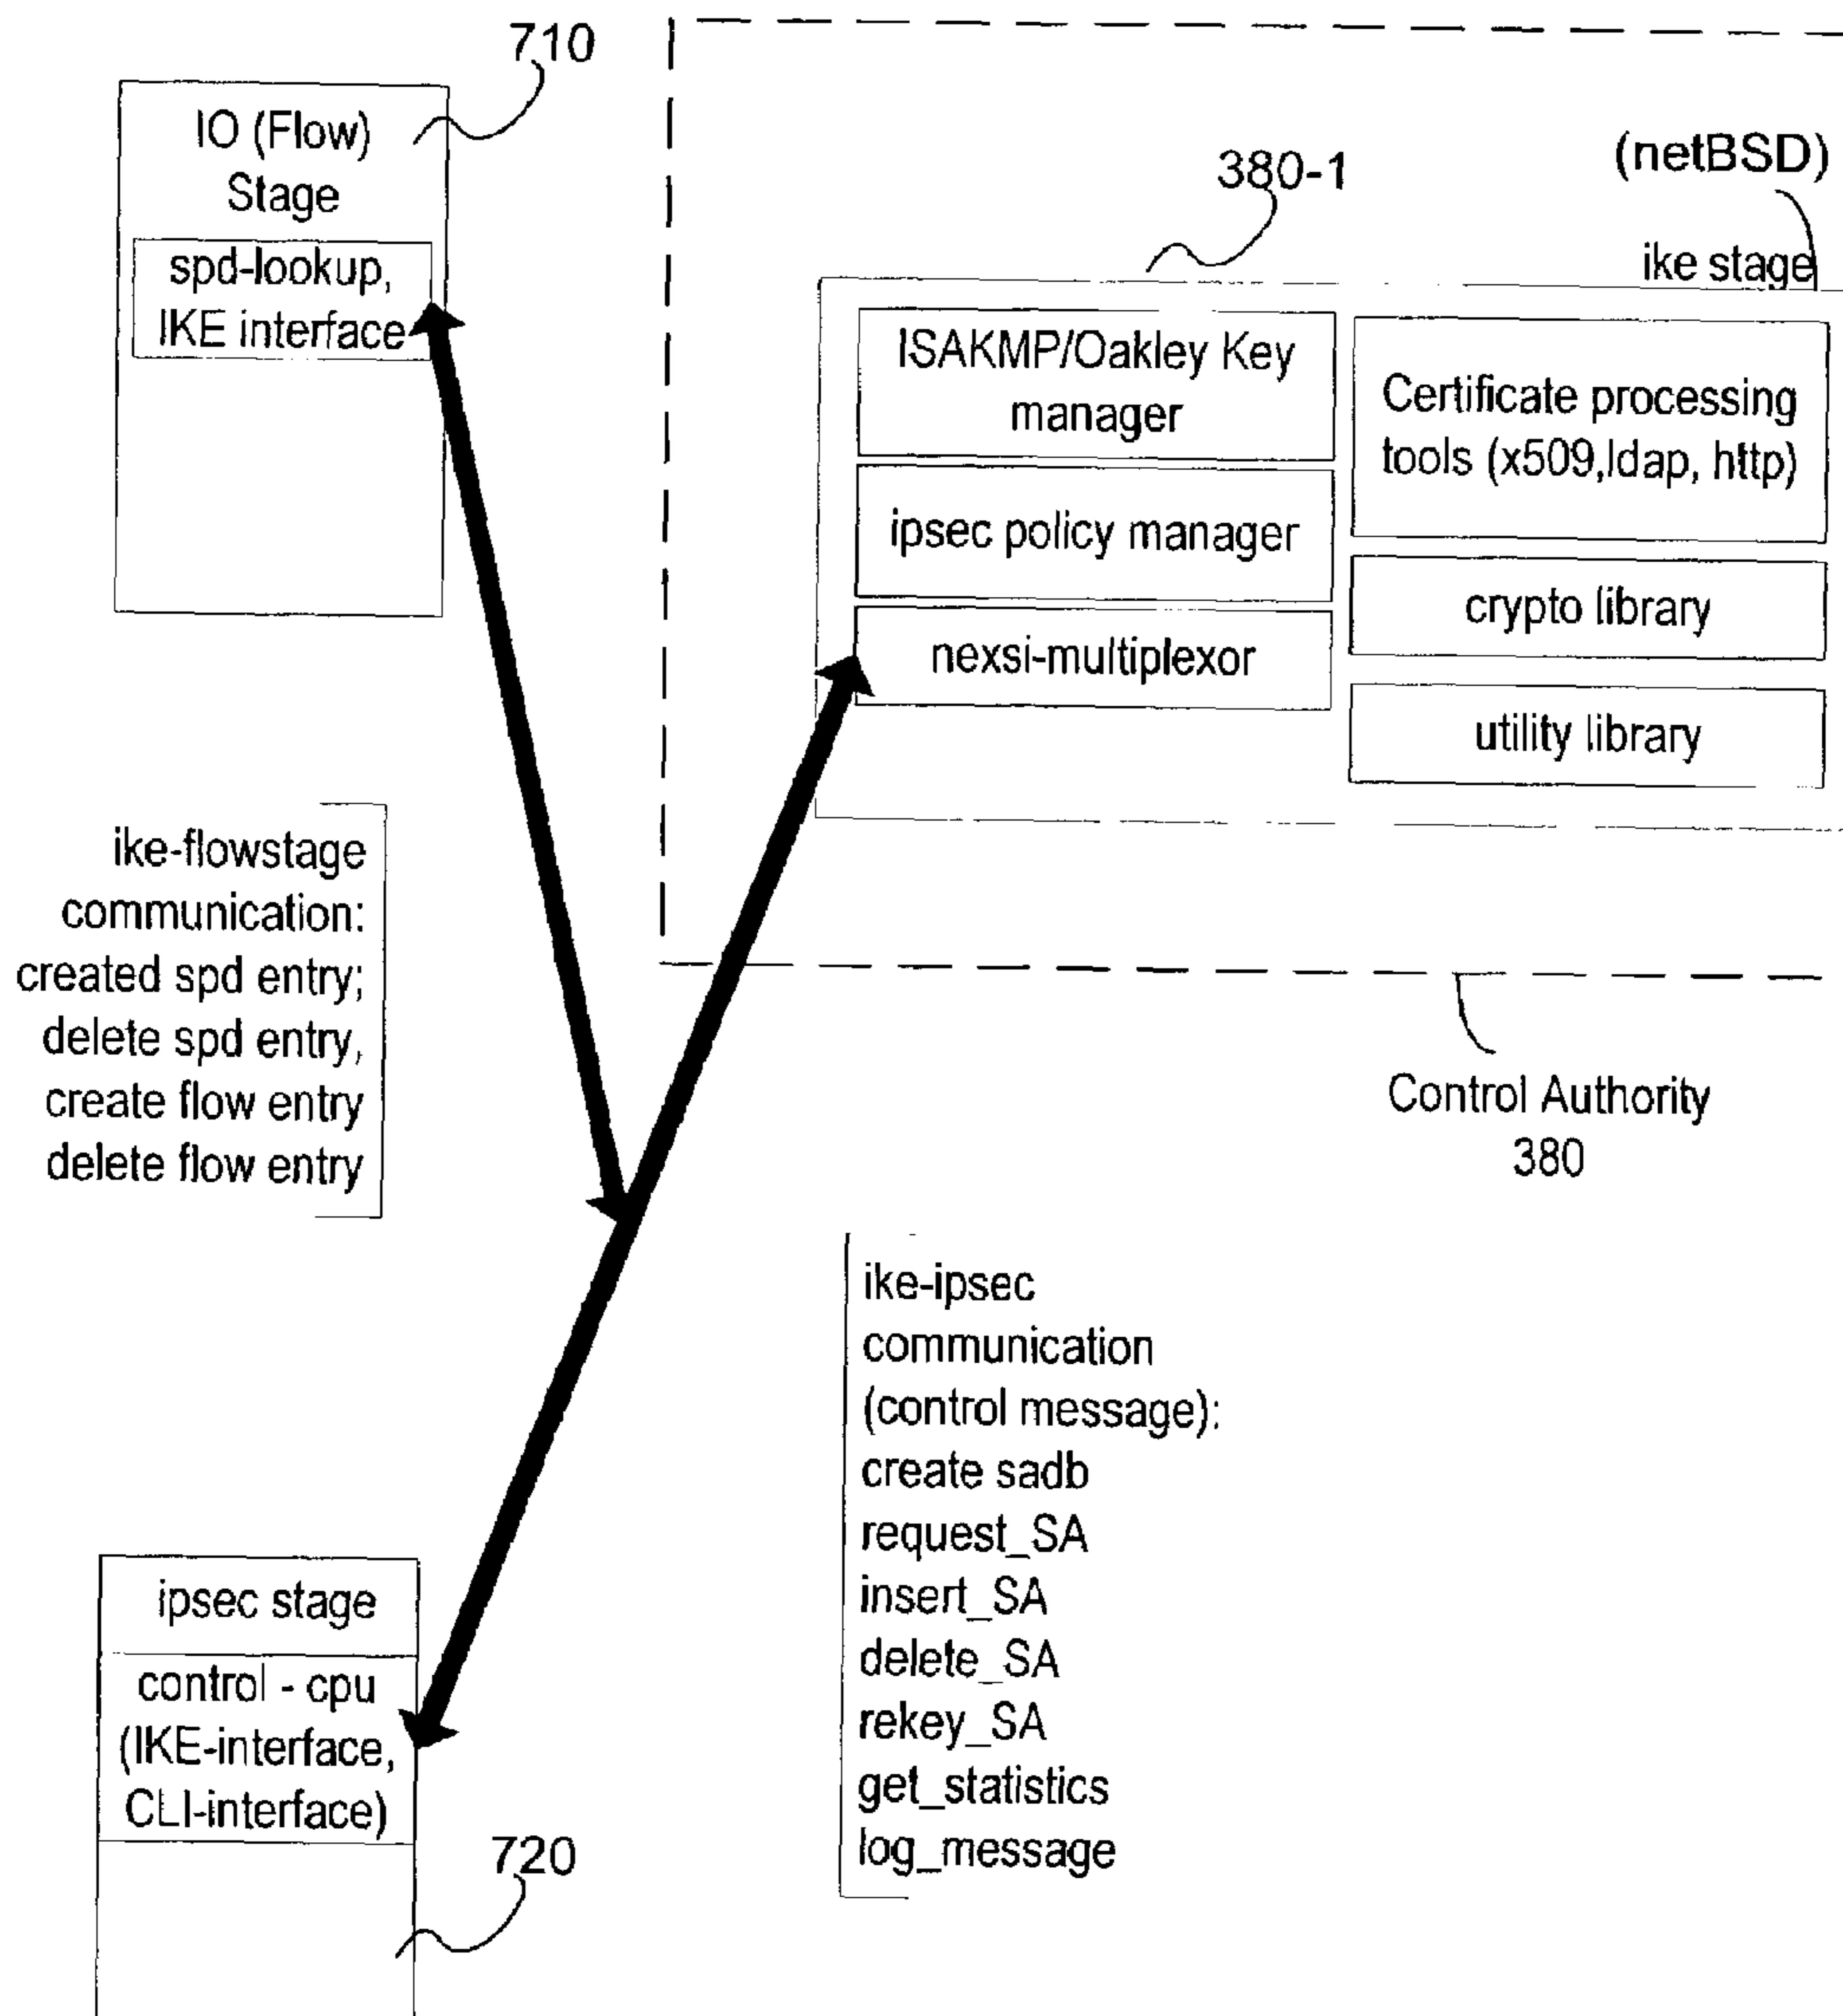 710
IO (Flow)
Stage
spd-lookup,
IKE interface
380-1
(netBSD)
ike stage
ISAKMP/Oakley Key
manager
ipsec policy manager
nexsi-multiplexor
Certificate processing
tools (x509,ldap, http)
crypto library
utility library
ike-flowstage
communication:
created spd entry;
delete spd entry,
create flow entry
delete flow entry
Control Authority
380
ike-ipsec
communication
(control message):
create sadb
request_SA
insert_SA
delete_SA
rekey_SA
get_statistics
log_message
ipsec stage
control - cpu
(IKE-interface,
CLI-interface)
720